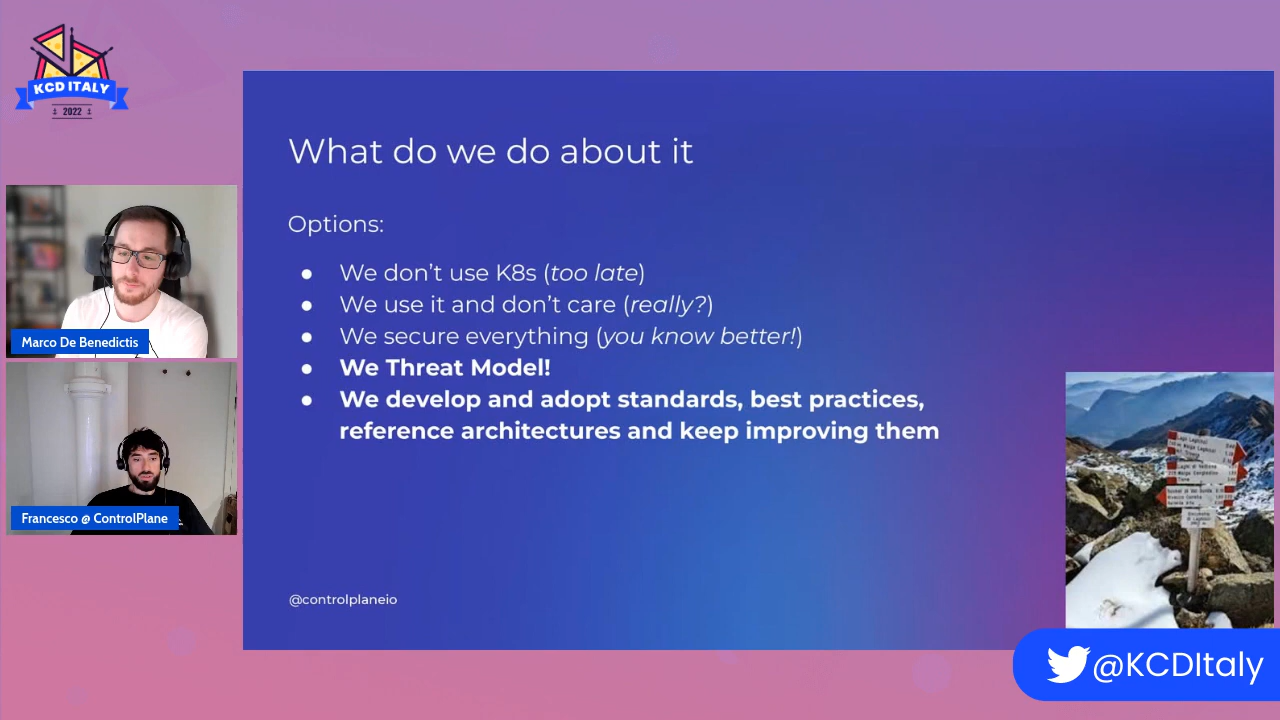 KCD ITALY
2022
What do we do about it
Options:
● We don't use K8s (too late)
● We use it and don't care (really?)
● We secure everything (you know better!)
● We Threat Model!
● We develop and adopt standards, best practices,
reference architectures and keep improving them
@controlplaneio
Marco De Benedictis
Francesco @ ControlPlane
@KCDItaly